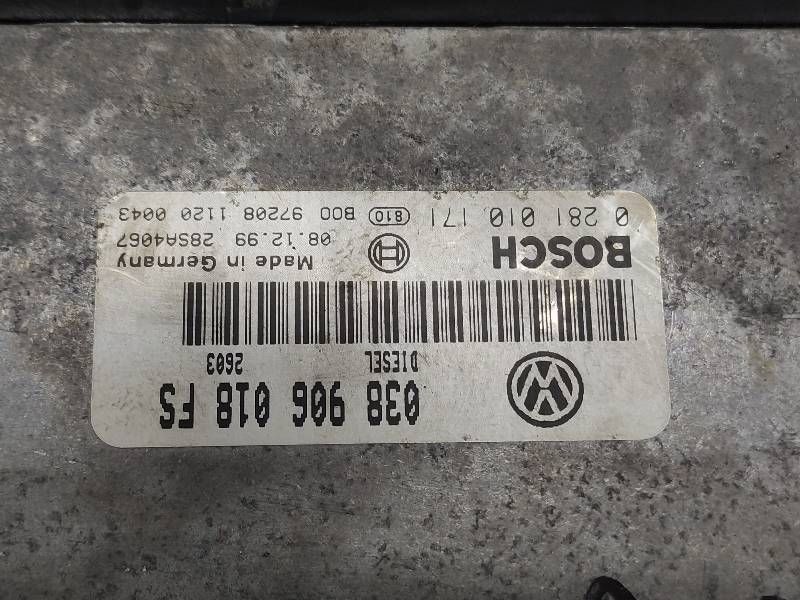 038 906 018 FS
DIESEL 2603
BOSCH Made in Germany
08.12.99 28SA4067
0 281 010 171 810 BOO 97208 1120 0043